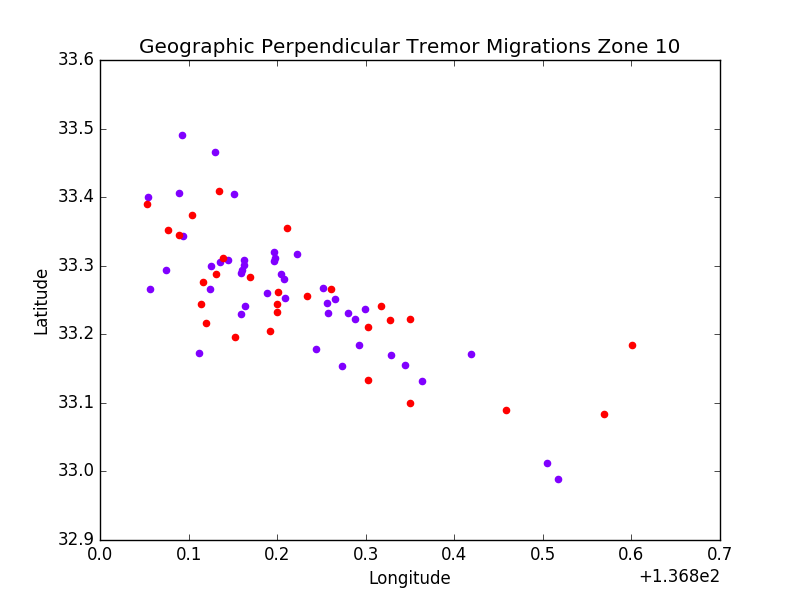 Geographic Perpendicular Tremor Migrations Zone 10
33.6
33.5
33.4
33.3
33.2
33.1
33.0
32.9
Latitude
0.0 0.1 0.2 0.3 0.4 0.5 0.6 0.7
Longitude
+1.368e2